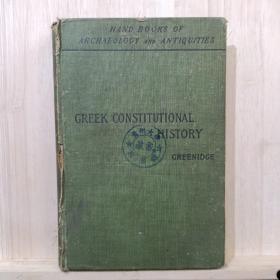 HAND BOOKS OF
ARCHAEOLOGY AND ANTIQUITIES
GREEK CONSTITUTIONAL
HISTORY
GREENIDGE